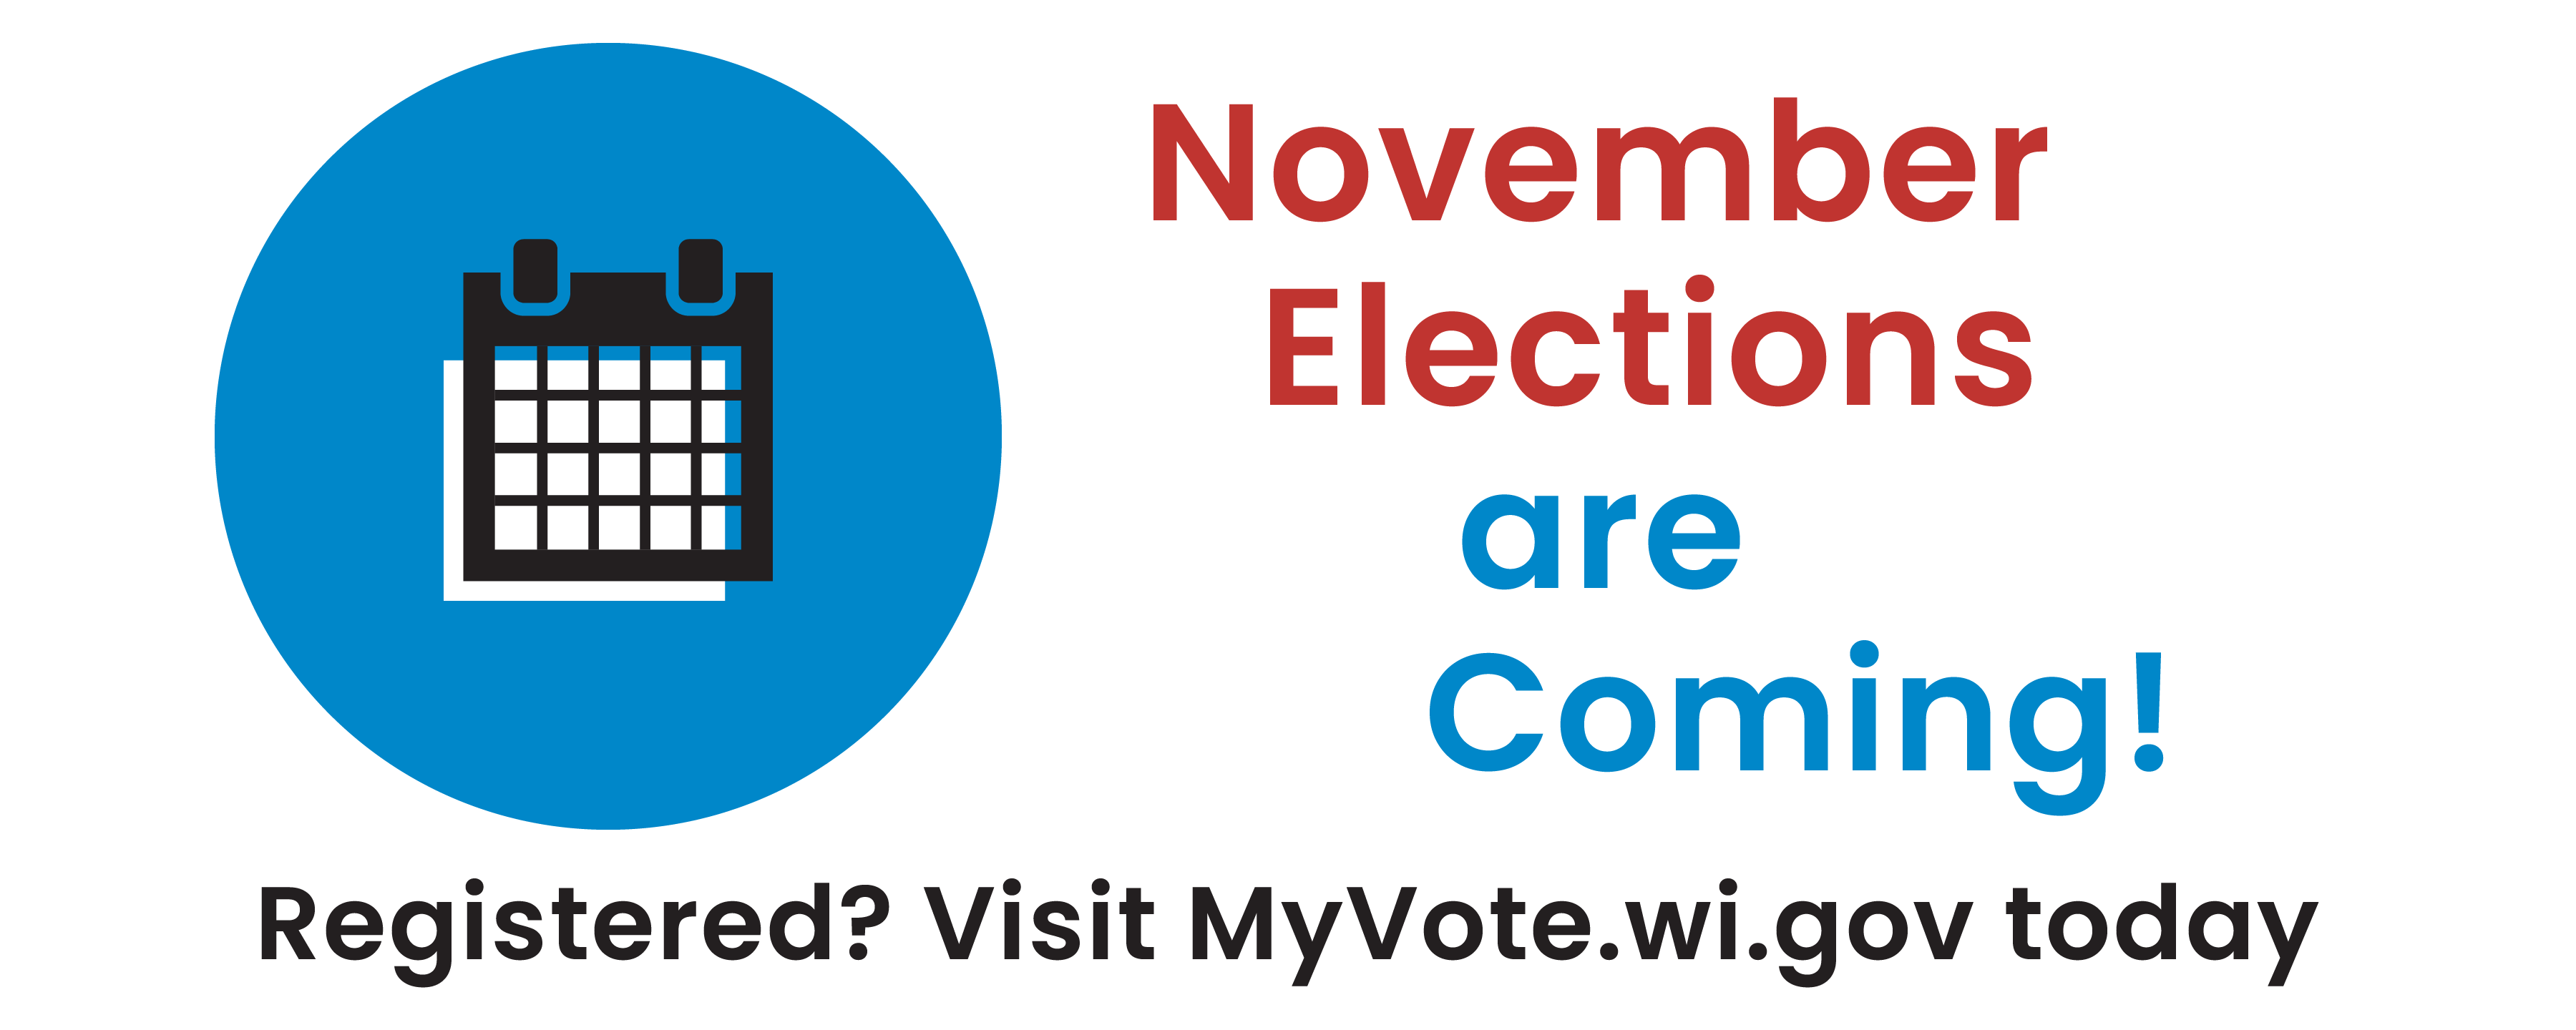 November
Elections
are
Coming!
Registered? Visit MyVote.wi.gov today